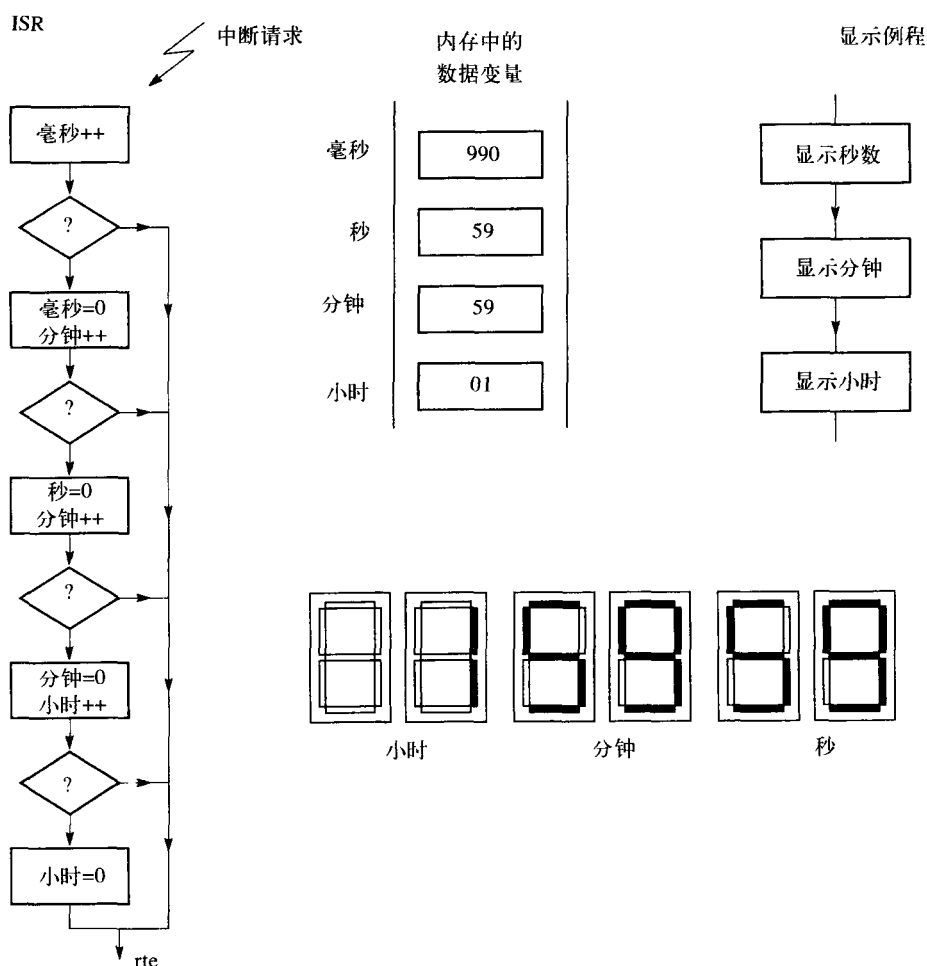 ISR
中断请求
内存中的
数据变量
显示例程
毫秒++
?
毫秒=0
分钟++
?
秒=0
分钟++
?
分钟=0
小时++
?
小时=0
rte
毫秒
990
秒
59
分钟
59
小时
01
显示秒数
显示分钟
显示小时
小时
分钟
秒